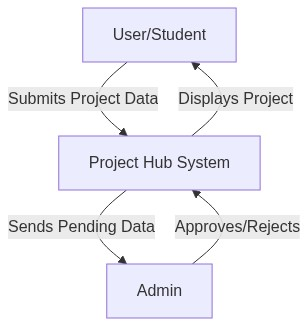 User/Student
Submits Project Data
Displays Project
Project Hub System
Sends Pending Data
Approves/Rejects
Admin